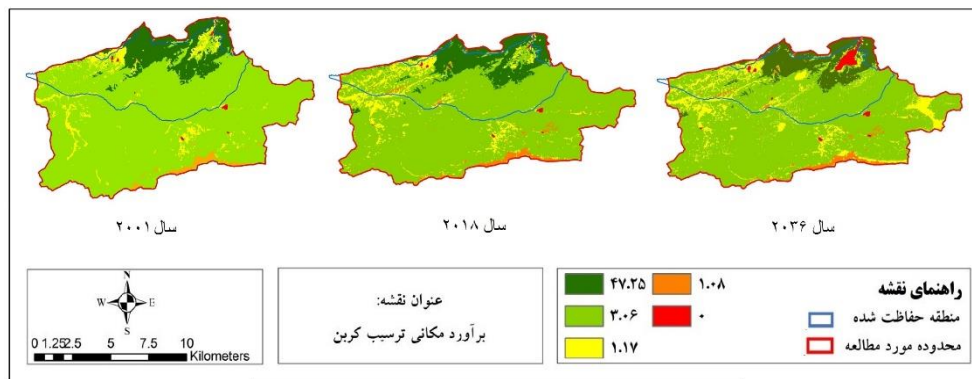 سال ۲۰۰۱
سال ۲۰۱۸
سال ۲۰۳۶
N
W E
S
0 1.25 2.5 5 7.5 10
Kilometers
عنوان نقشه:
برآورد مکانی ترسیب کربن
راهنمای نقشه
منطقه حفاظت شده
محدوده مورد مطالعه
۴۷.۲۵
۳.۰۶
۱.۱۷
۱.۰۸
۰